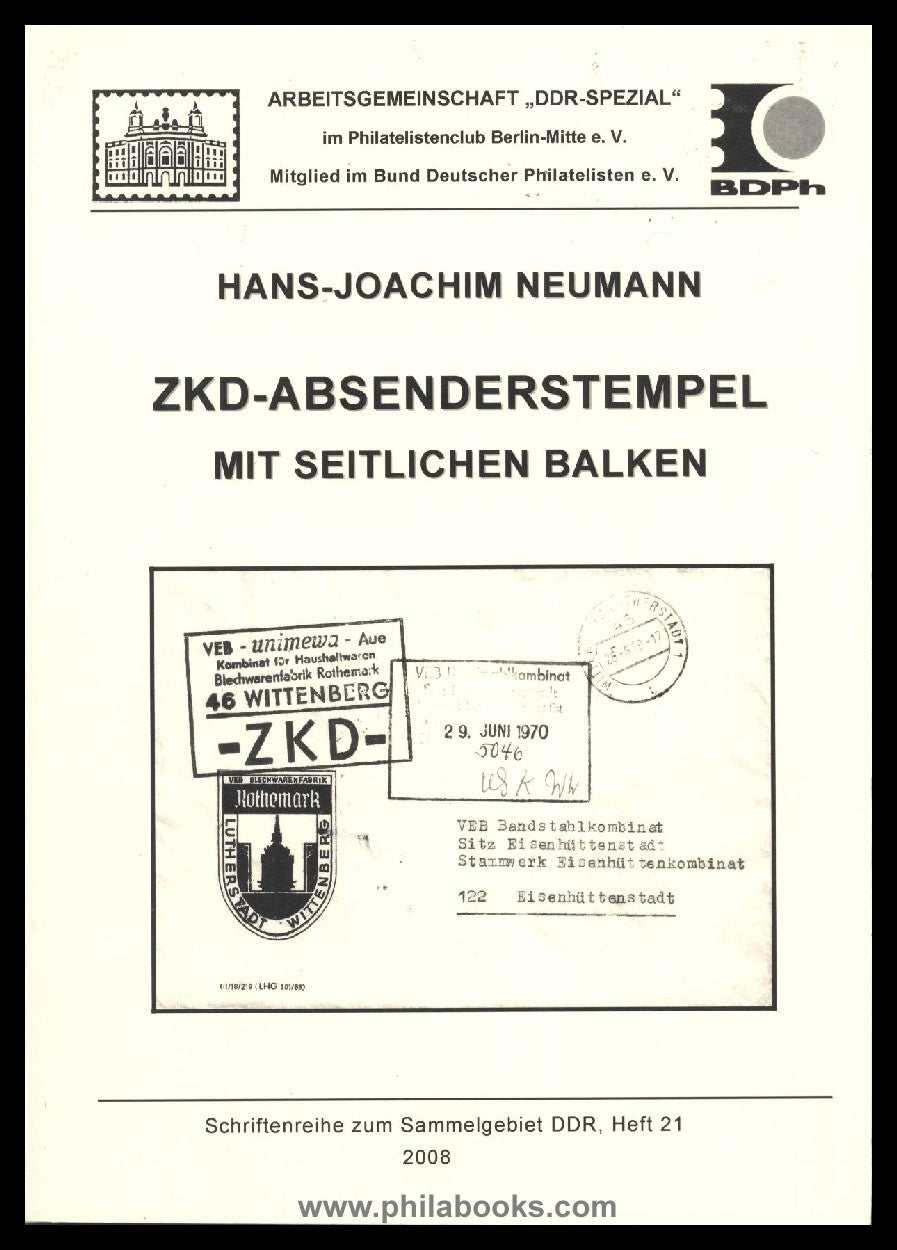 ARBEITSGEMEINSCHAFT „DDR-SPEZIAL“
im Philatelistenclub Berlin-Mitte e. V.
Mitglied im Bund Deutscher Philatelisten e. V.
BDPh
HANS-JOACHIM NEUMANN
ZKD-ABSENDERSTEMPEL
MIT SEITLICHEN BALKEN
VEB - unimewa - Aue
Kombinat für Haushaltwaren
Blechwarenfabrik Rothemark
46 WITTENBERG
-ZKD-
kombinat
29. JUNI 1970
5046
VEB BLECHWARENFABRIK
Rothemark
LUTHERSTADT WITTENBERG
VEB Bandstahlkombinat
Sitz Eisenhüttenstadt
Stammwerk Eisenhüttenkombinat
122 Eisenhüttenstadt
Schriftenreihe zum Sammelgebiet DDR, Heft 21
2008
www.philabooks.com